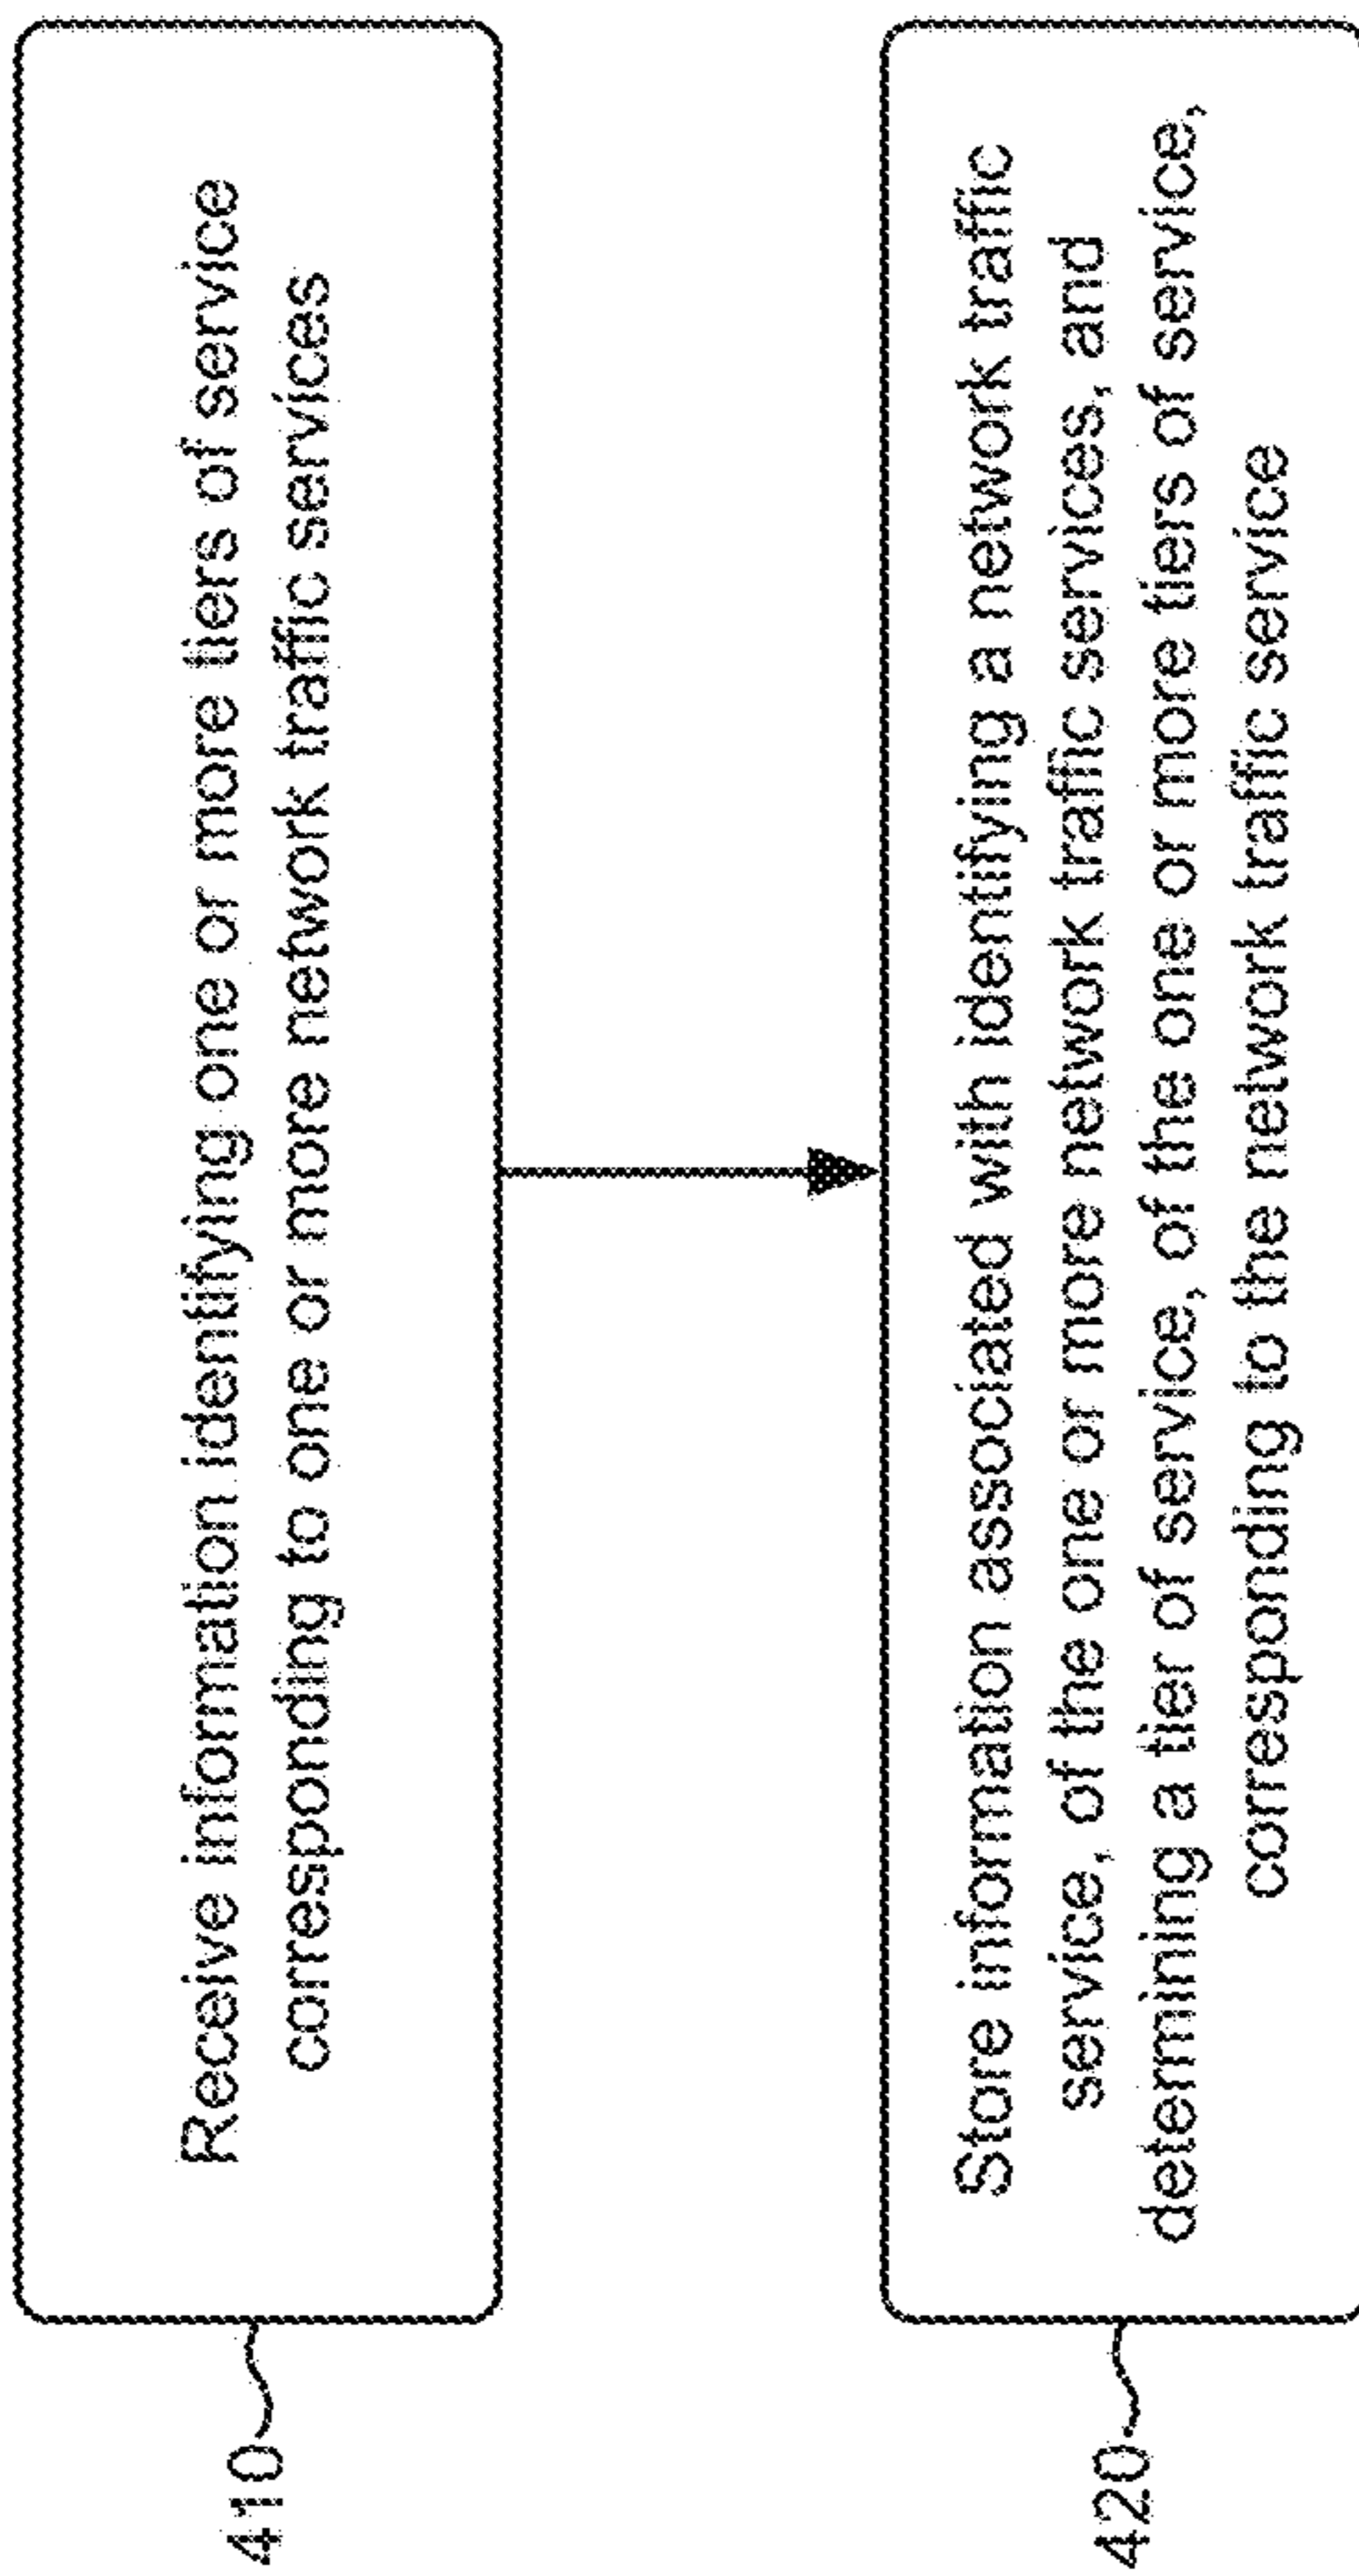 410
Receive information identifying one or more tiers of service
corresponding to one or more network traffic services
420
Store information associated with identifying a network traffic
service, of the one or more network traffic services, and
determining a tier of service, of the one or more tiers of service,
corresponding to the network traffic service